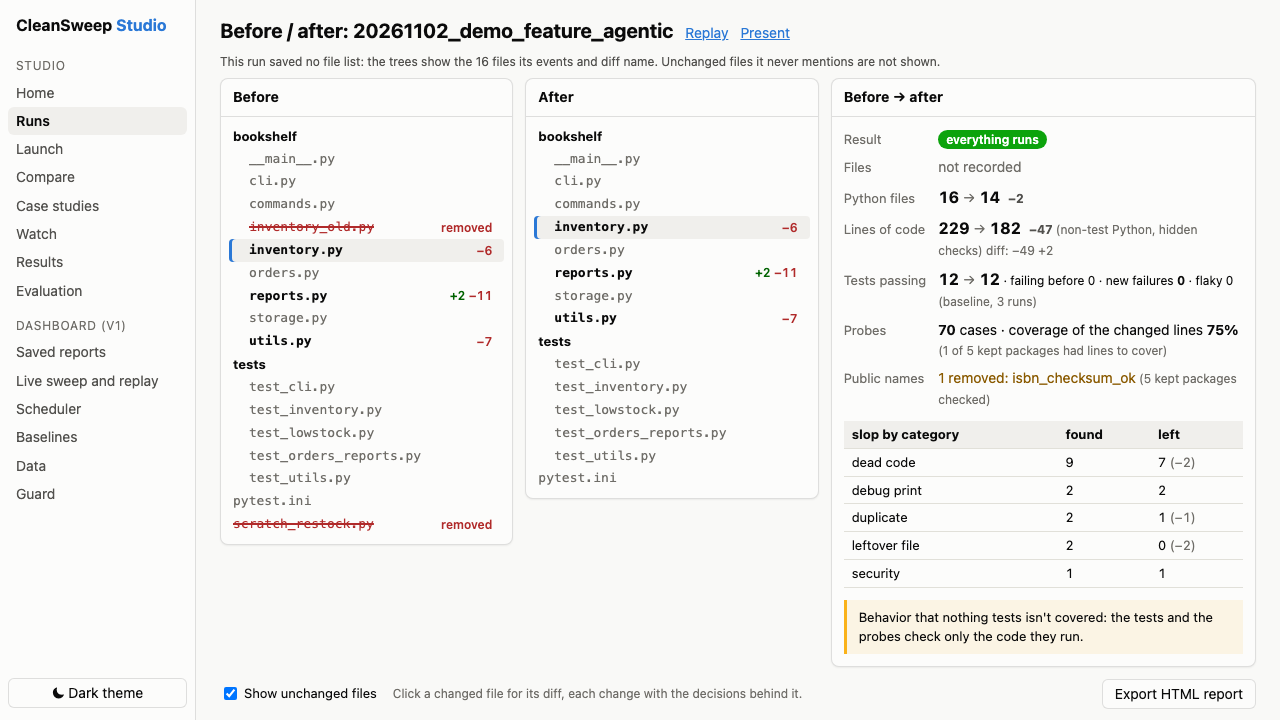 CleanSweep Studio
STUDIO
Home
Runs
Launch
Compare
Case studies
Watch
Results
Evaluation
DASHBOARD (V1)
Saved reports
Live sweep and replay
Scheduler
Baselines
Data
Guard
Dark theme
Before / after: 20261102_demo_feature_agentic Replay Present
This run saved no file list: the trees show the 16 files its events and diff name. Unchanged files it never mentions are not shown.
Before
bookshelf
__main__.py
cli.py
commands.py
inventory_old.py removed
inventory.py −6
orders.py
reports.py +2 −11
storage.py
utils.py −7
tests
test_cli.py
test_inventory.py
test_lowstock.py
test_orders_reports.py
test_utils.py
pytest.ini
scratch_restock.py removed
After
bookshelf
__main__.py
cli.py
commands.py
inventory.py −6
orders.py
reports.py +2 −11
storage.py
utils.py −7
tests
test_cli.py
test_inventory.py
test_lowstock.py
test_orders_reports.py
test_utils.py
pytest.ini
Before → after
Result everything runs
Files not recorded
Python files 16 → 14 −2
Lines of code 229 → 182 −47 (non-test Python, hidden
checks) diff: −49 +2
Tests passing 12 → 12 · failing before 0 · new failures 0 · flaky 0
(baseline, 3 runs)
Probes 70 cases · coverage of the changed lines 75%
(1 of 5 kept packages had lines to cover)
Public names 1 removed: isbn_checksum_ok (5 kept packages
checked)
slop by category found left
dead code 9 7 (−2)
debug print 2 2
duplicate 2 1 (−1)
leftover file 2 0 (−2)
security 1 1
Behavior that nothing tests isn't covered: the tests and the
probes check only the code they run.
Show unchanged files Click a changed file for its diff, each change with the decisions behind it.
Export HTML report